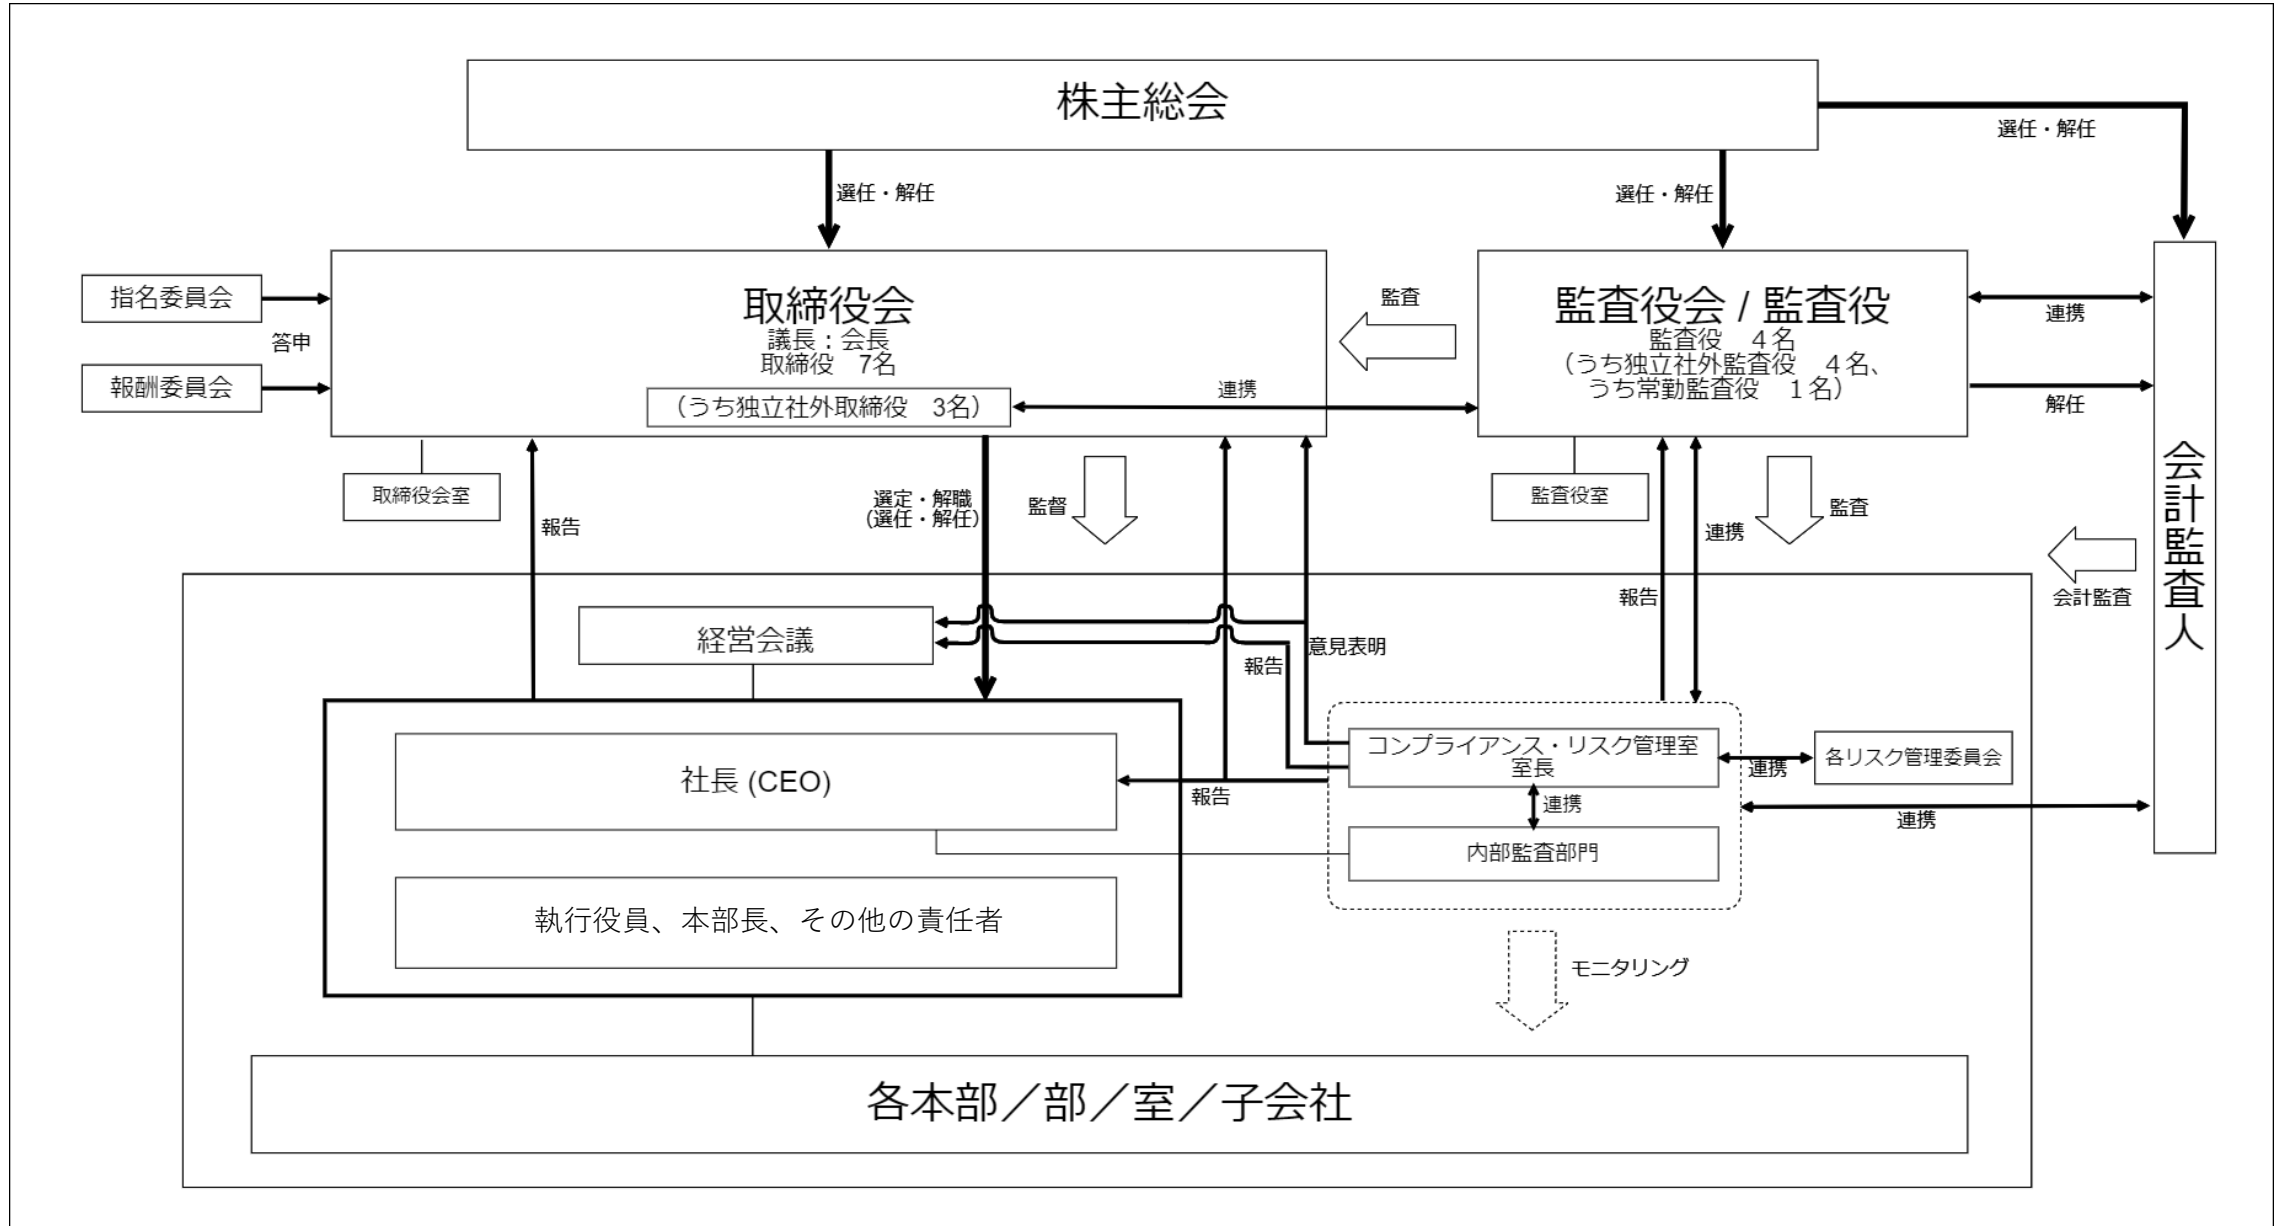 株主総会
選任・解任
選任・解任
選任・解任
指名委員会
答申
報酬委員会
取締役会
議長：会長
取締役　7名
（うち独立社外取締役　3名）
監査
連携
監査役会 / 監査役
監査役　４名
（うち独立社外監査役　４名、
うち常勤監査役　１名）
連携
解任
会計監査人
取締役会室
報告
選定・解職
（選任・解任）
監督
監査役室
連携
監査
報告
会計監査
経営会議
報告
意見表明
社長 (CEO)
報告
コンプライアンス・リスク管理室
室長
連携
各リスク管理委員会
連携
連携
内部監査部門
執行役員、本部長、その他の責任者
モニタリング
各本部／部／室／子会社